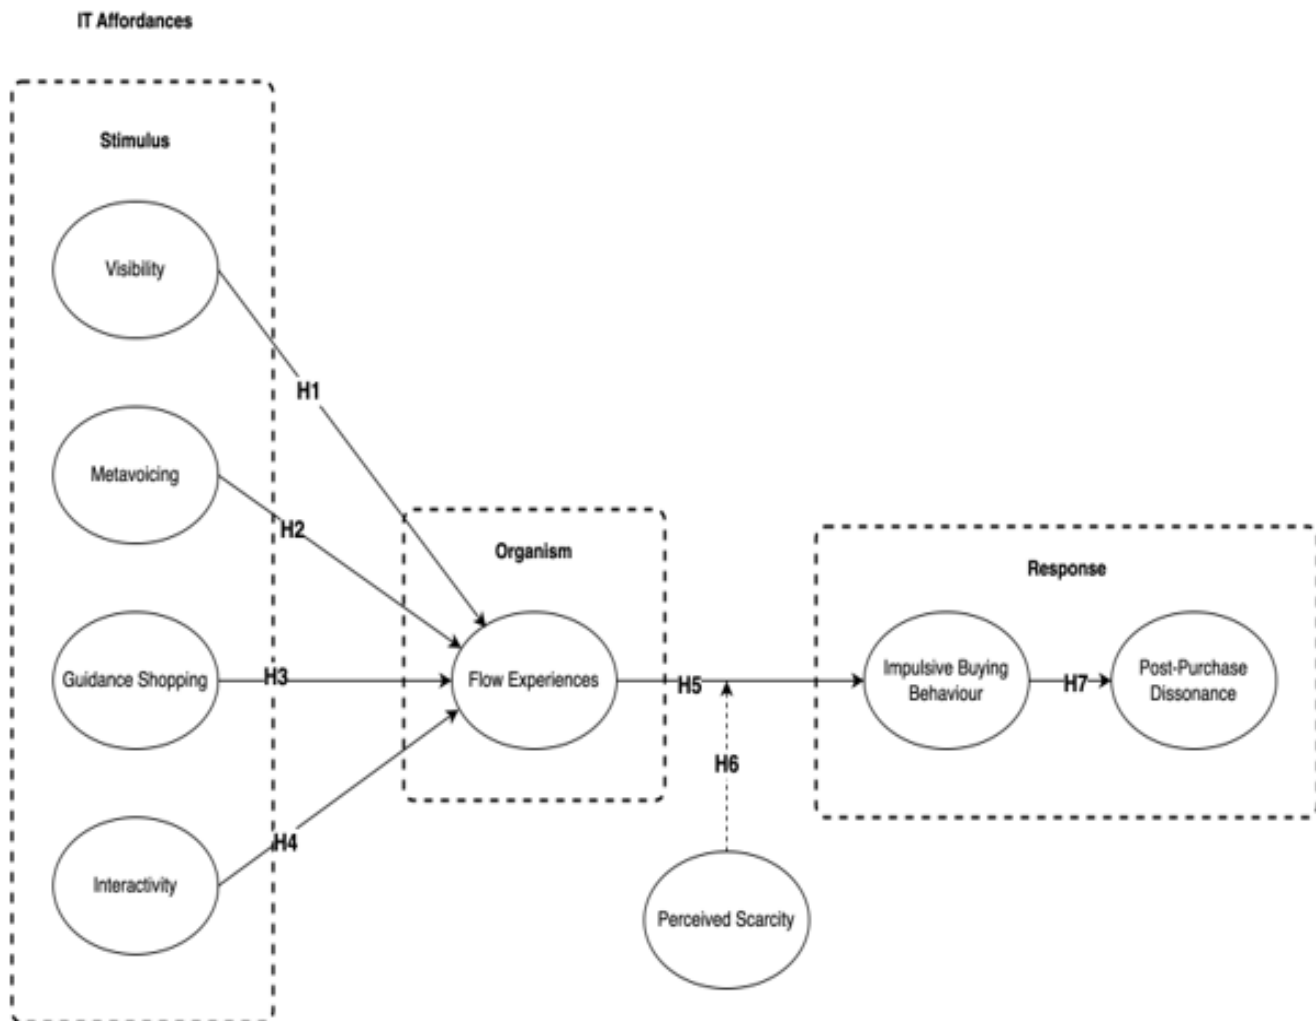 IT Affordances
Stimulus
Visibility
H1
Metavoicing
H2
Organism
Response
Guidance Shopping
H3
Flow Experiences
H5
Impulsive Buying
Behaviour
H7
Post-Purchase
Dissonance
H6
H4
Interactivity
Perceived Scarcity